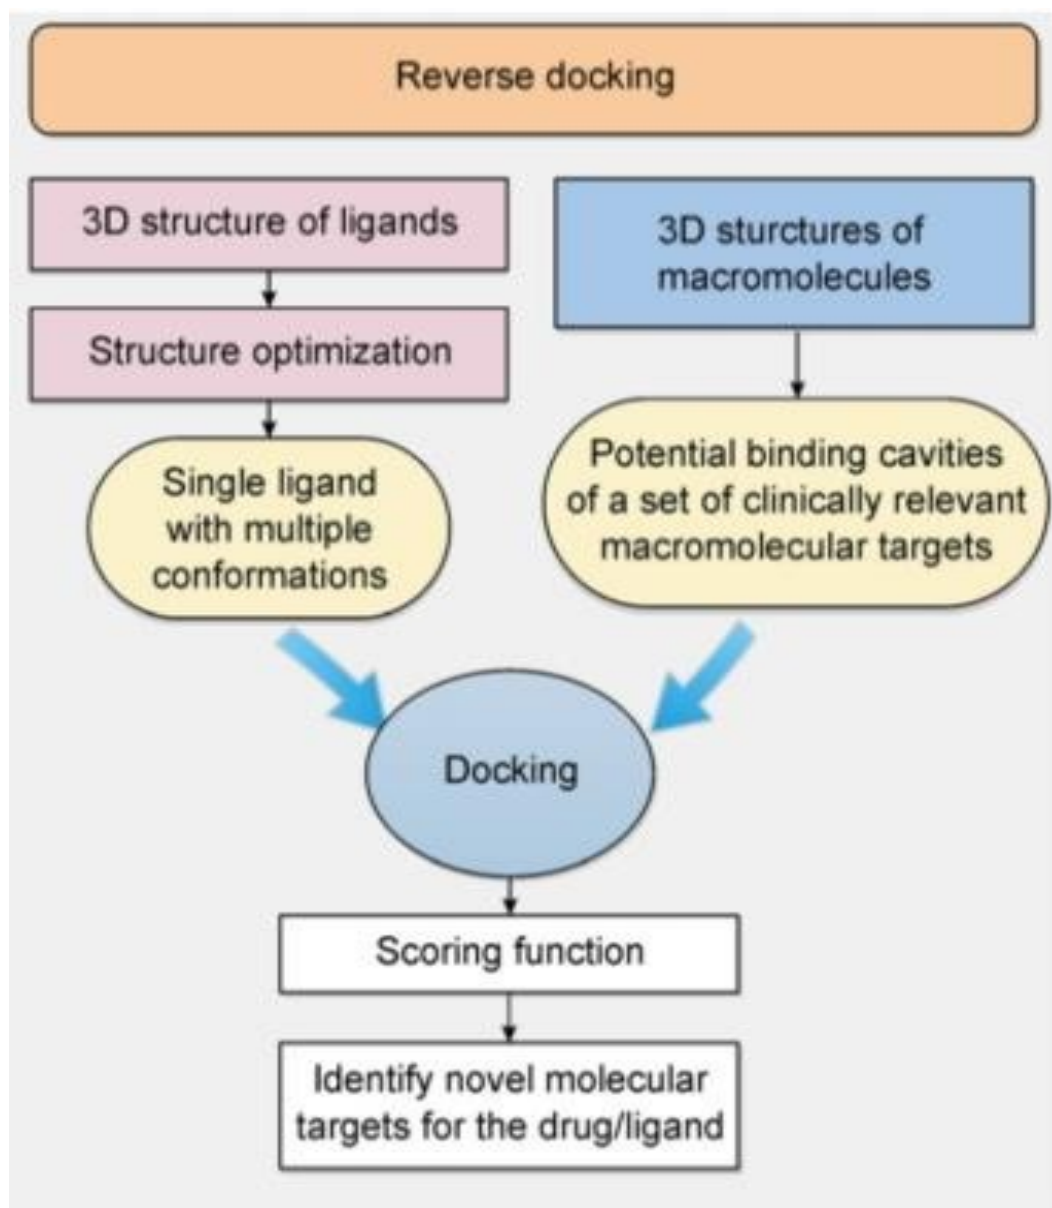 Reverse docking
3D structure of ligands
Structure optimization
Single ligand
with multiple
conformations
3D sturctures of
macromolecules
Potential binding cavities
of a set of clinically relevant
macromolecular targets
Docking
Scoring function
Identify novel molecular
targets for the drug/ligand